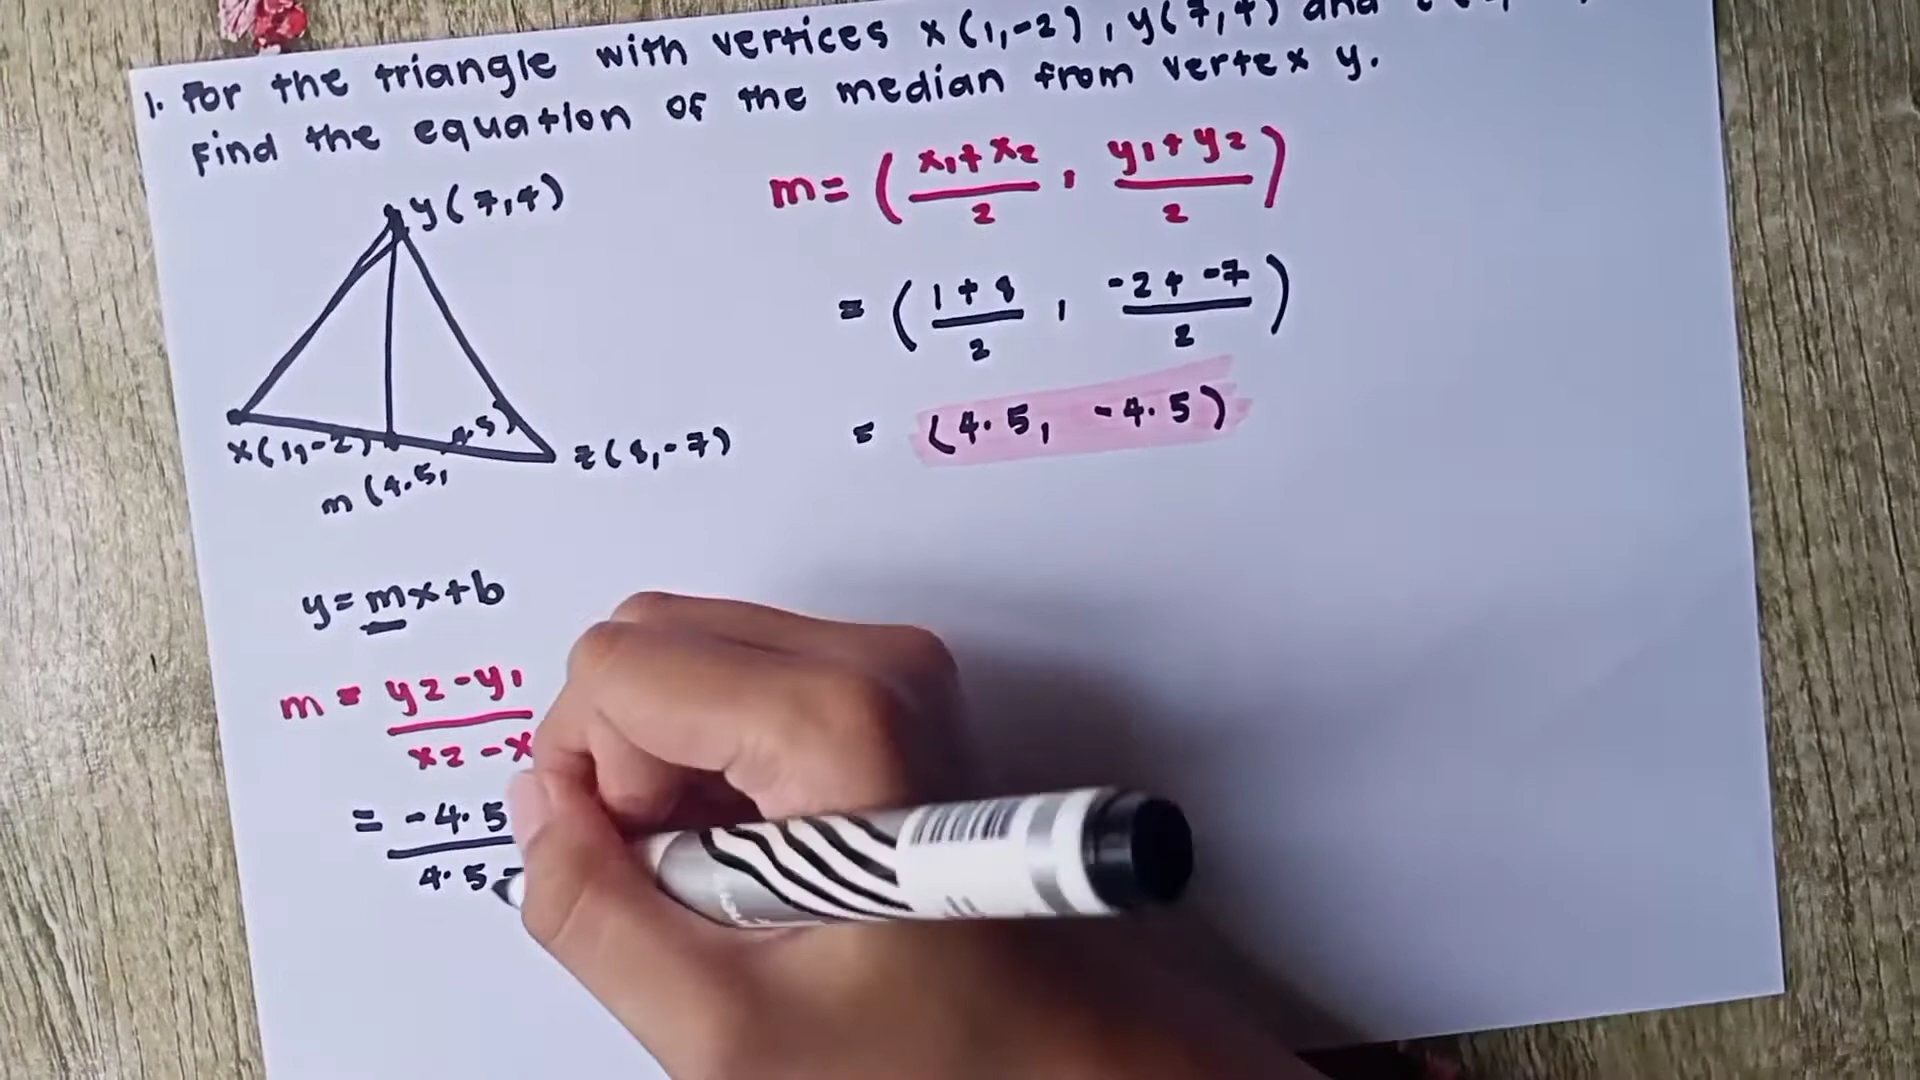 1. For the triangle with vertices x(1,-2), y(7,4) and
Find the equation of the median from vertex y.
y(7,4)
x(1,-2)
z(8,-7)
m(4.5, 4.5)
m = (x1+x2/2, y1+y2/2)
= (1+8/2, -2+-7/2)
= (4.5, -4.5)
y=mx+b
m = y2-y1/x2-x
= -4.5/4.5-